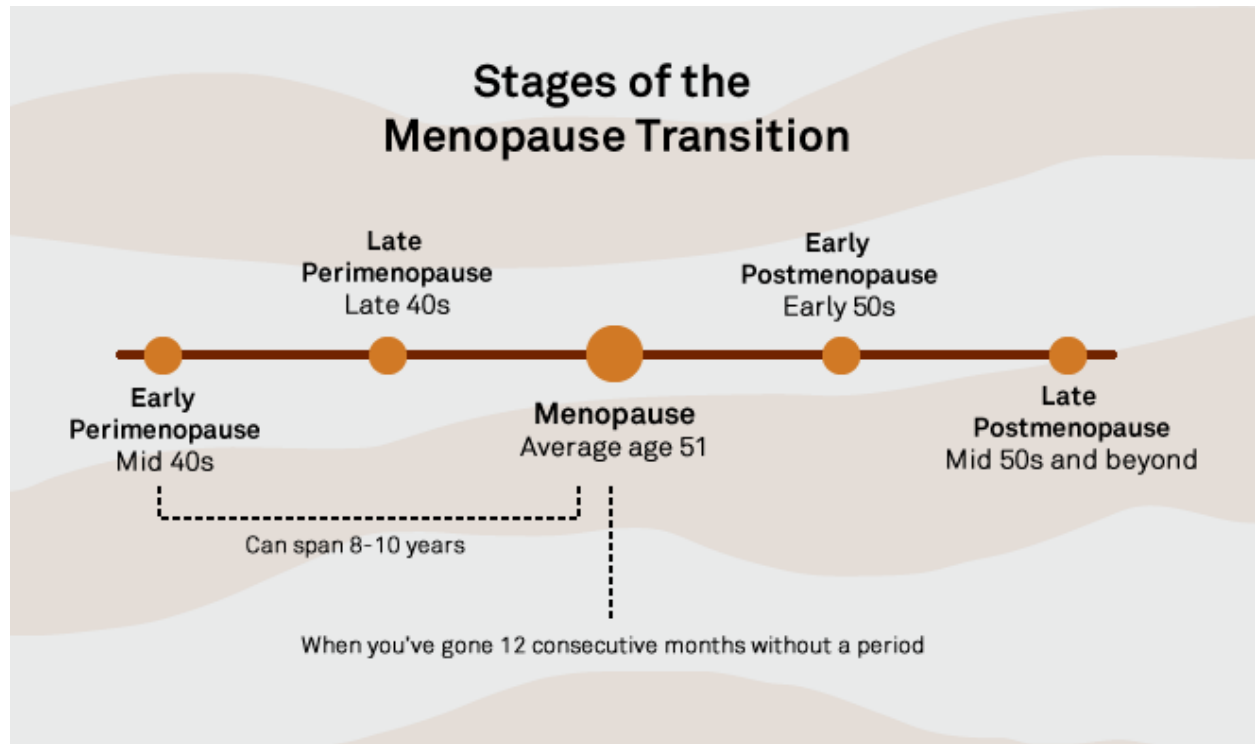 Stages of the
Menopause Transition
Late
Perimenopause
Late 40s
Early
Postmenopause
Early 50s
Early
Perimenopause
Mid 40s
Menopause
Average age 51
Late
Postmenopause
Mid 50s and beyond
Can span 8-10 years
When you've gone 12 consecutive months without a period